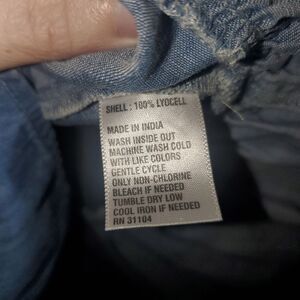 SHELL : 100% LYOCELL
MADE IN INDIA
WASH INSIDE OUT
MACHINE WASH COLD
WITH LIKE COLORS
GENTLE CYCLE
ONLY NON-CHLORINE
BLEACH IF NEEDED
TUMBLE DRY LOW
COOL IRON IF NEEDED
RN 31104